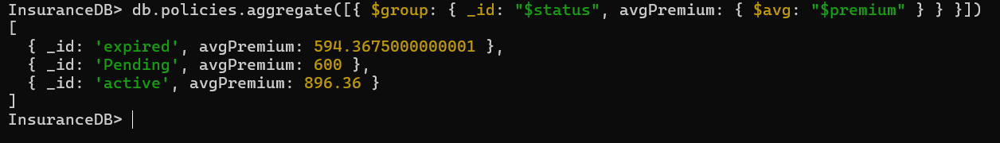 InsuranceDB> db.policies.aggregate([{ $group: { _id: "$status", avgPremium: { $avg: "$premium" } } }])
[
  { _id: 'expired', avgPremium: 594.3675000000001 },
  { _id: 'Pending', avgPremium: 600 },
  { _id: 'active', avgPremium: 896.36 }
]
InsuranceDB>